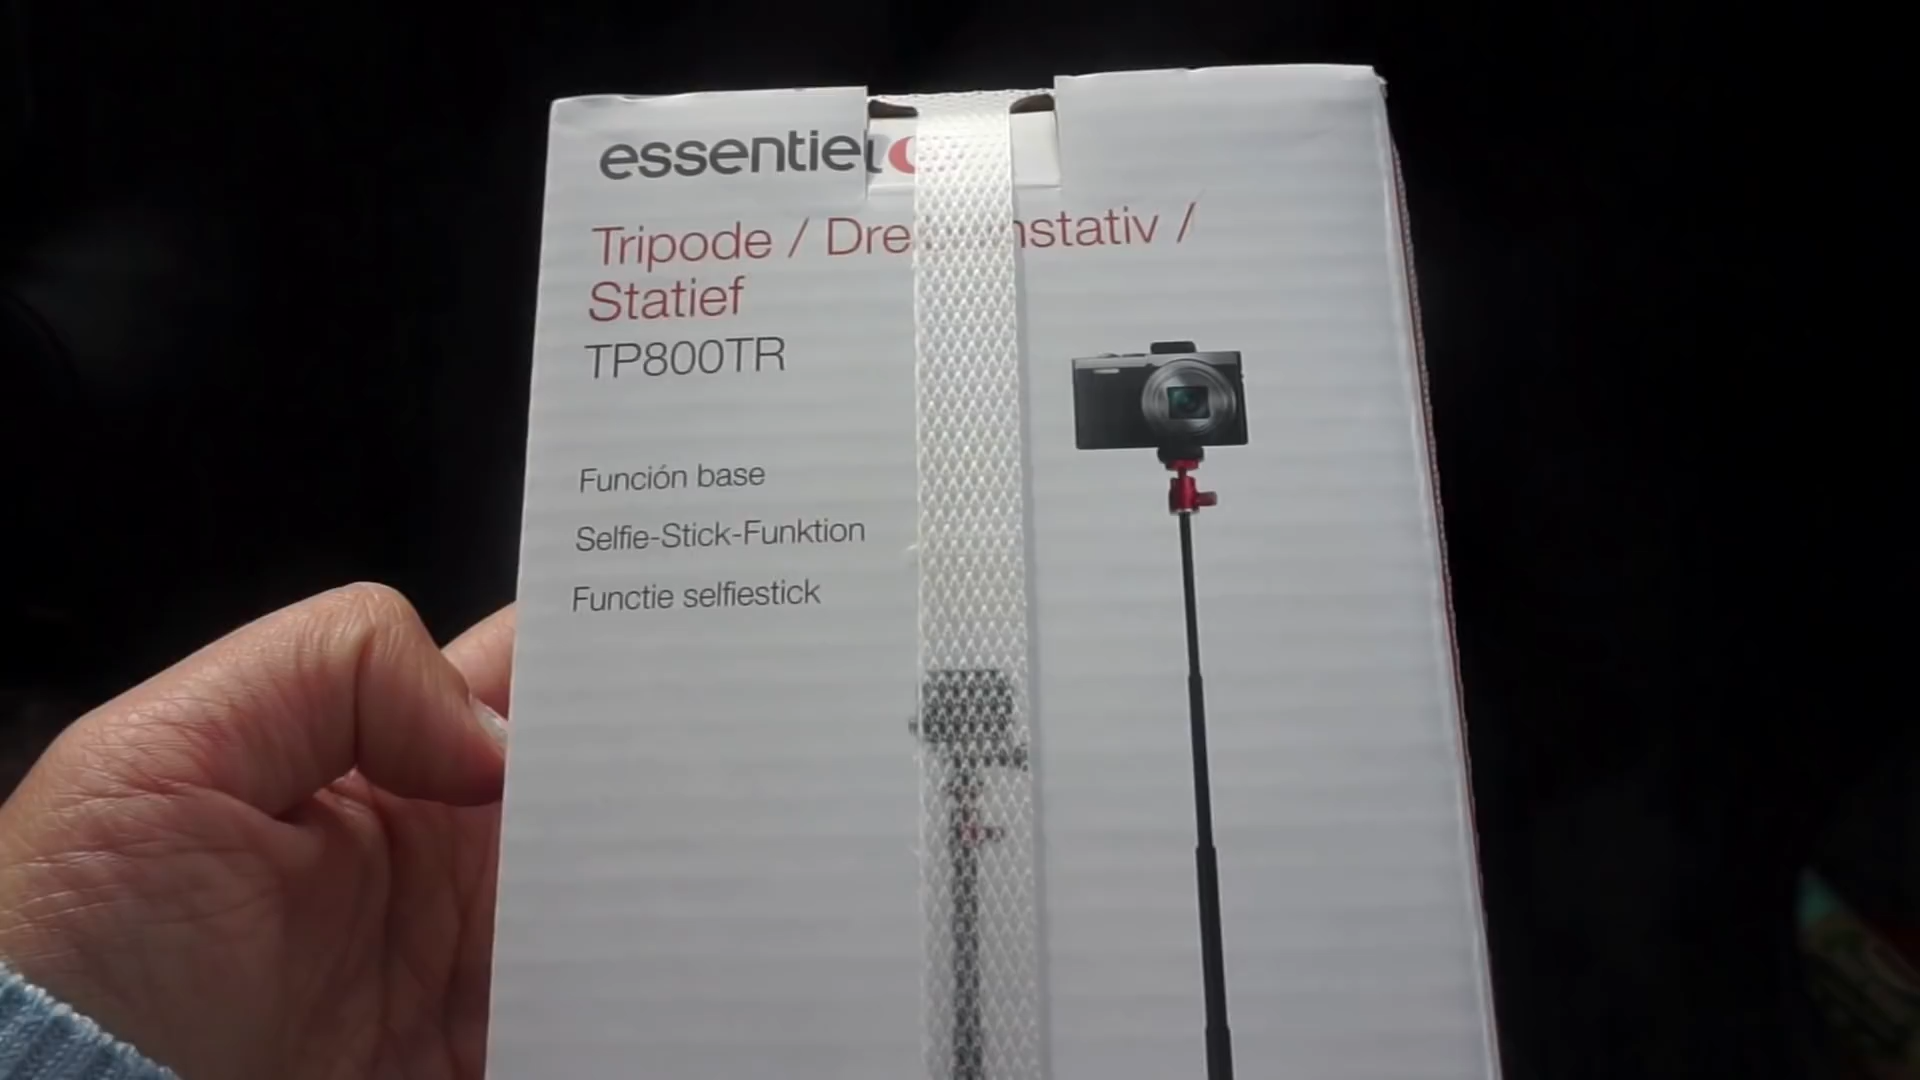 essentiel
Tripode / Dre nstativ /
Statief
TP800TR
Función base
Selfie-Stick-Funktion
Functie selfiestick